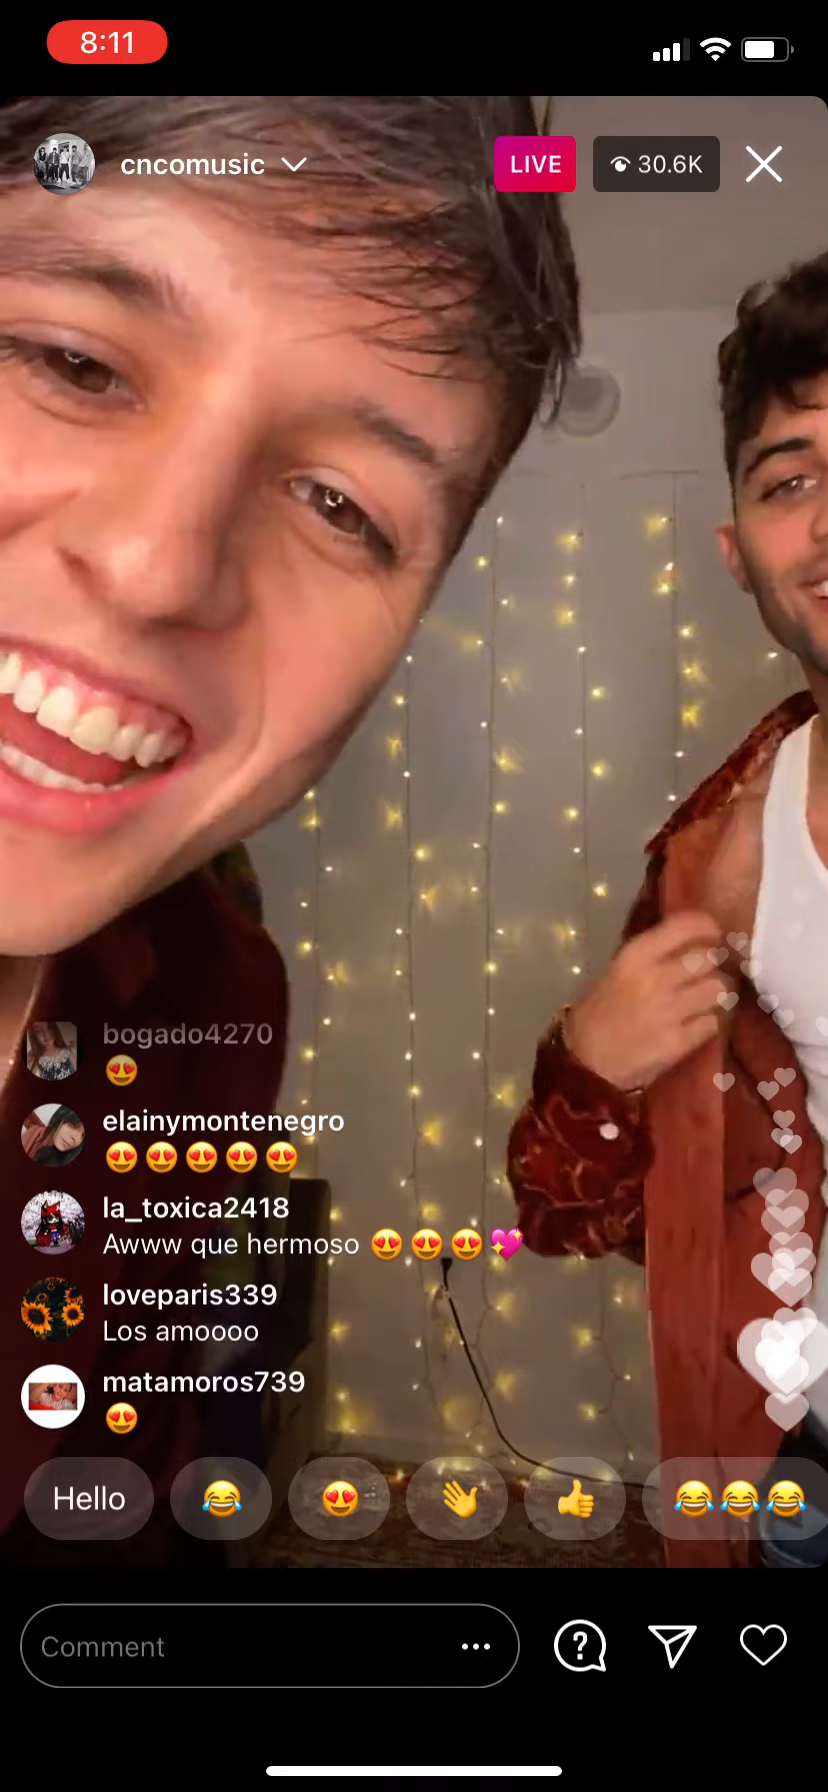 8:11
cncomusic
LIVE
30.6K
bogado4270
😍
elainymontenegro
😍😍😍😍😍
la_toxica2418
Awww que hermoso 😍😍😍💖
loveparis339
Los amoooo
matamoros739
😍
Hello 😂 😍 👋 👍 😂😂😂
Comment